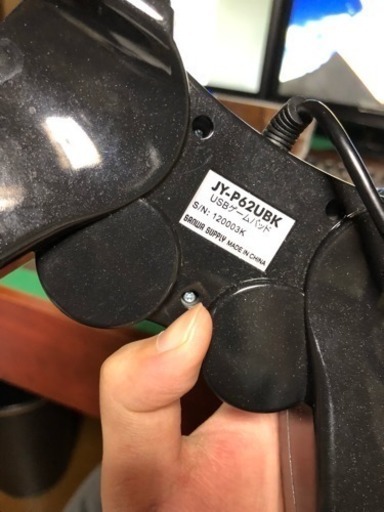 JY-P62UBK
USBゲームパッド
S/N: 120003K
SANWA SUPPLY MADE IN CHINA